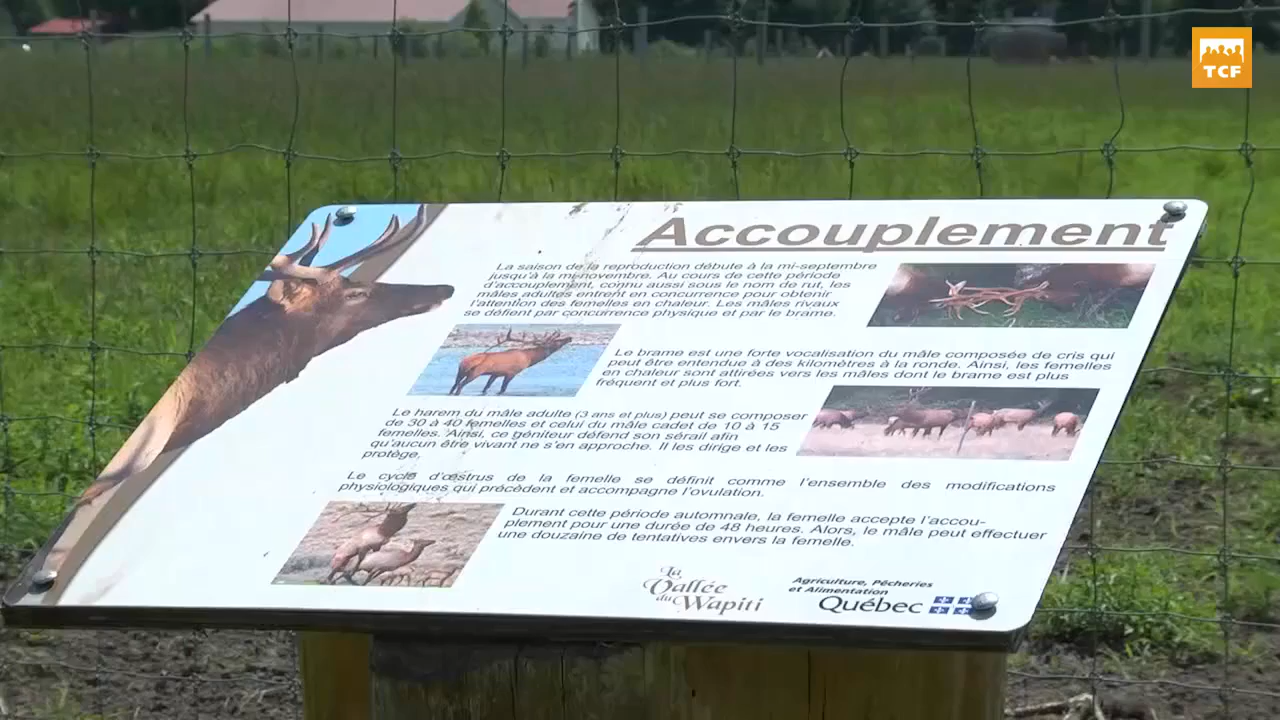 TCF
Accouplement
La saison de la reproduction débute à la mi-septembre
jusqu'à la mi-novembre. Au cours de cette période
d'accouplement, connu aussi sous le nom de rut, les
mâles adultes entrent en concurrence pour obtenir
l'attention des femelles en chaleur. Les mâles rivaux
se défient par concurrence physique et par le brame.
Le brame est une forte vocalisation du mâle composée de cris qui
peut être entendue à des kilomètres à la ronde. Ainsi, les femelles
en chaleur sont attirées vers les mâles dont le brame est plus
fréquent et plus fort.
Le harem du mâle adulte (3 ans et plus) peut se composer
de 30 à 40 femelles et celui du mâle cadet de 10 à 15
femelles. Ainsi, ce géniteur défend son sérail afin
qu'aucun être vivant ne s'en approche. Il les dirige et les
protège.
Le cycle d'œstrus de la femelle se définit comme l'ensemble des modifications
physiologiques qui précèdent et accompagne l'ovulation.
Durant cette période automnale, la femelle accepte l'accou-
plement pour une durée de 48 heures. Alors, le mâle peut effectuer
une douzaine de tentatives envers la femelle.
La
Vallée
du Wapiti
Agriculture, Pêcheries
et Alimentation
Québec